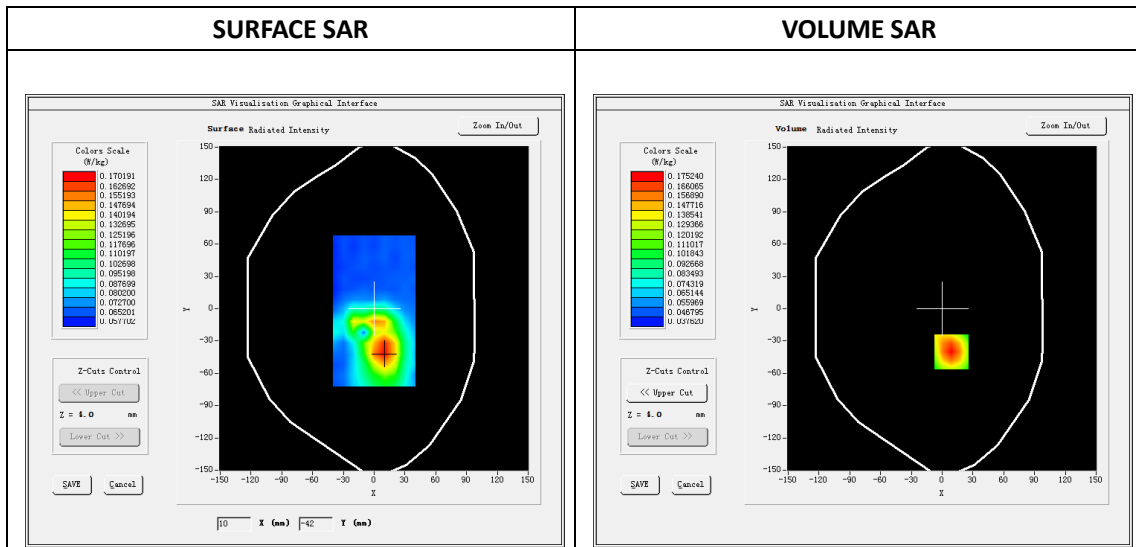 SURFACE SAR
VOLUME SAR
SAR Visualisation Graphical Interface
Surface Radiated Intensity
Zoom In/Out
Colors Scale
(W/kg)
0.170191
0.162692
0.155193
0.147694
0.140194
0.132695
0.125196
0.117696
0.110197
0.102698
0.095198
0.087699
0.080200
0.072700
0.065201
0.057702
150
120
90
60
30
0
-30
-60
-90
-120
-150
Y
-150 -120 -90 -60 -30 0 30 60 90 120 150
X
Z-Cuts Control
<< Upper Cut
Z = 4.0 mm
Lower Cut >>
SAVE
Cancel
10 X (mm) -42 Y (mm)
SAR Visualisation Graphical Interface
Volume Radiated Intensity
Zoom In/Out
Colors Scale
(W/kg)
0.175240
0.166065
0.156890
0.147716
0.138541
0.129366
0.120192
0.111017
0.101843
0.092668
0.083493
0.074319
0.065144
0.055969
0.046795
0.037620
150
120
90
60
30
0
-30
-60
-90
-120
-150
Y
-150 -120 -90 -60 -30 0 30 60 90 120 150
X
Z-Cuts Control
<< Upper Cut
Z = 4.0 mm
Lower Cut >>
SAVE
Cancel